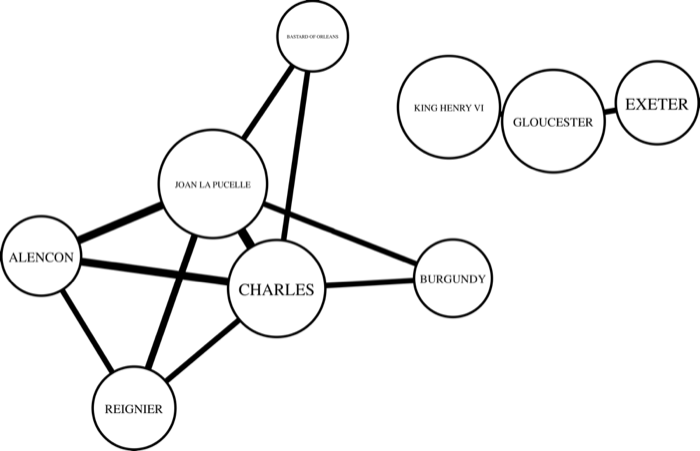 BASTARD OF ORLEANS
KING HENRY VI
GLOUCESTER
EXETER
JOAN LA PUCELLE
ALENCON
CHARLES
BURGUNDY
REIGNIER